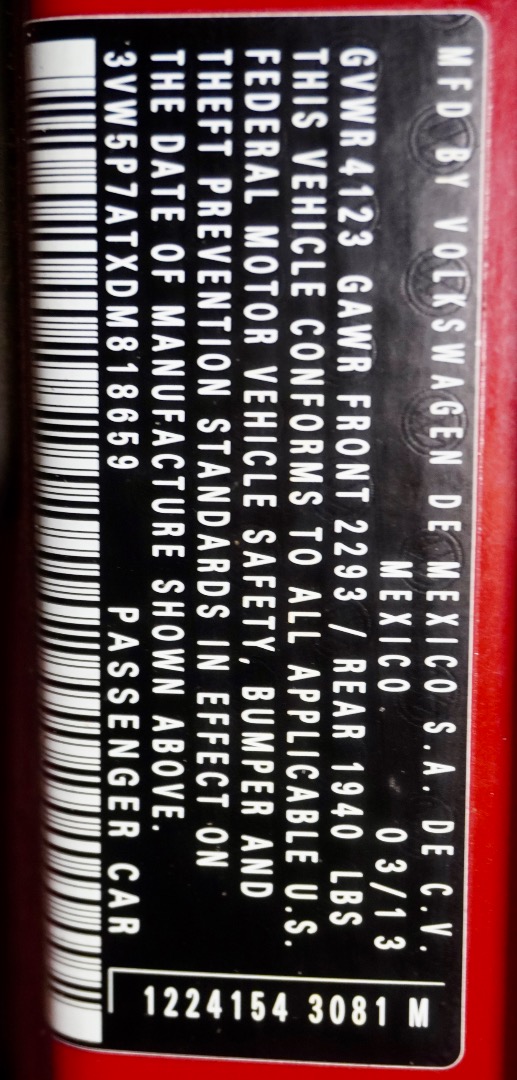 MFD BY VOLKSWAGEN DE MEXICO S.A. DE C.V.
MEXICO 03/13
GVWR4123 GAWR FRONT 2293/ REAR 1940 LBS
THIS VEHICLE CONFORMS TO ALL APPLICABLE U.S.
FEDERAL MOTOR VEHICLE SAFETY, BUMPER AND
THEFT PREVENTION STANDARDS IN EFFECT ON
THE DATE OF MANUFACTURE SHOWN ABOVE.
3VW5P7ATXDM818659 PASSENGER CAR
1224154 3081 M